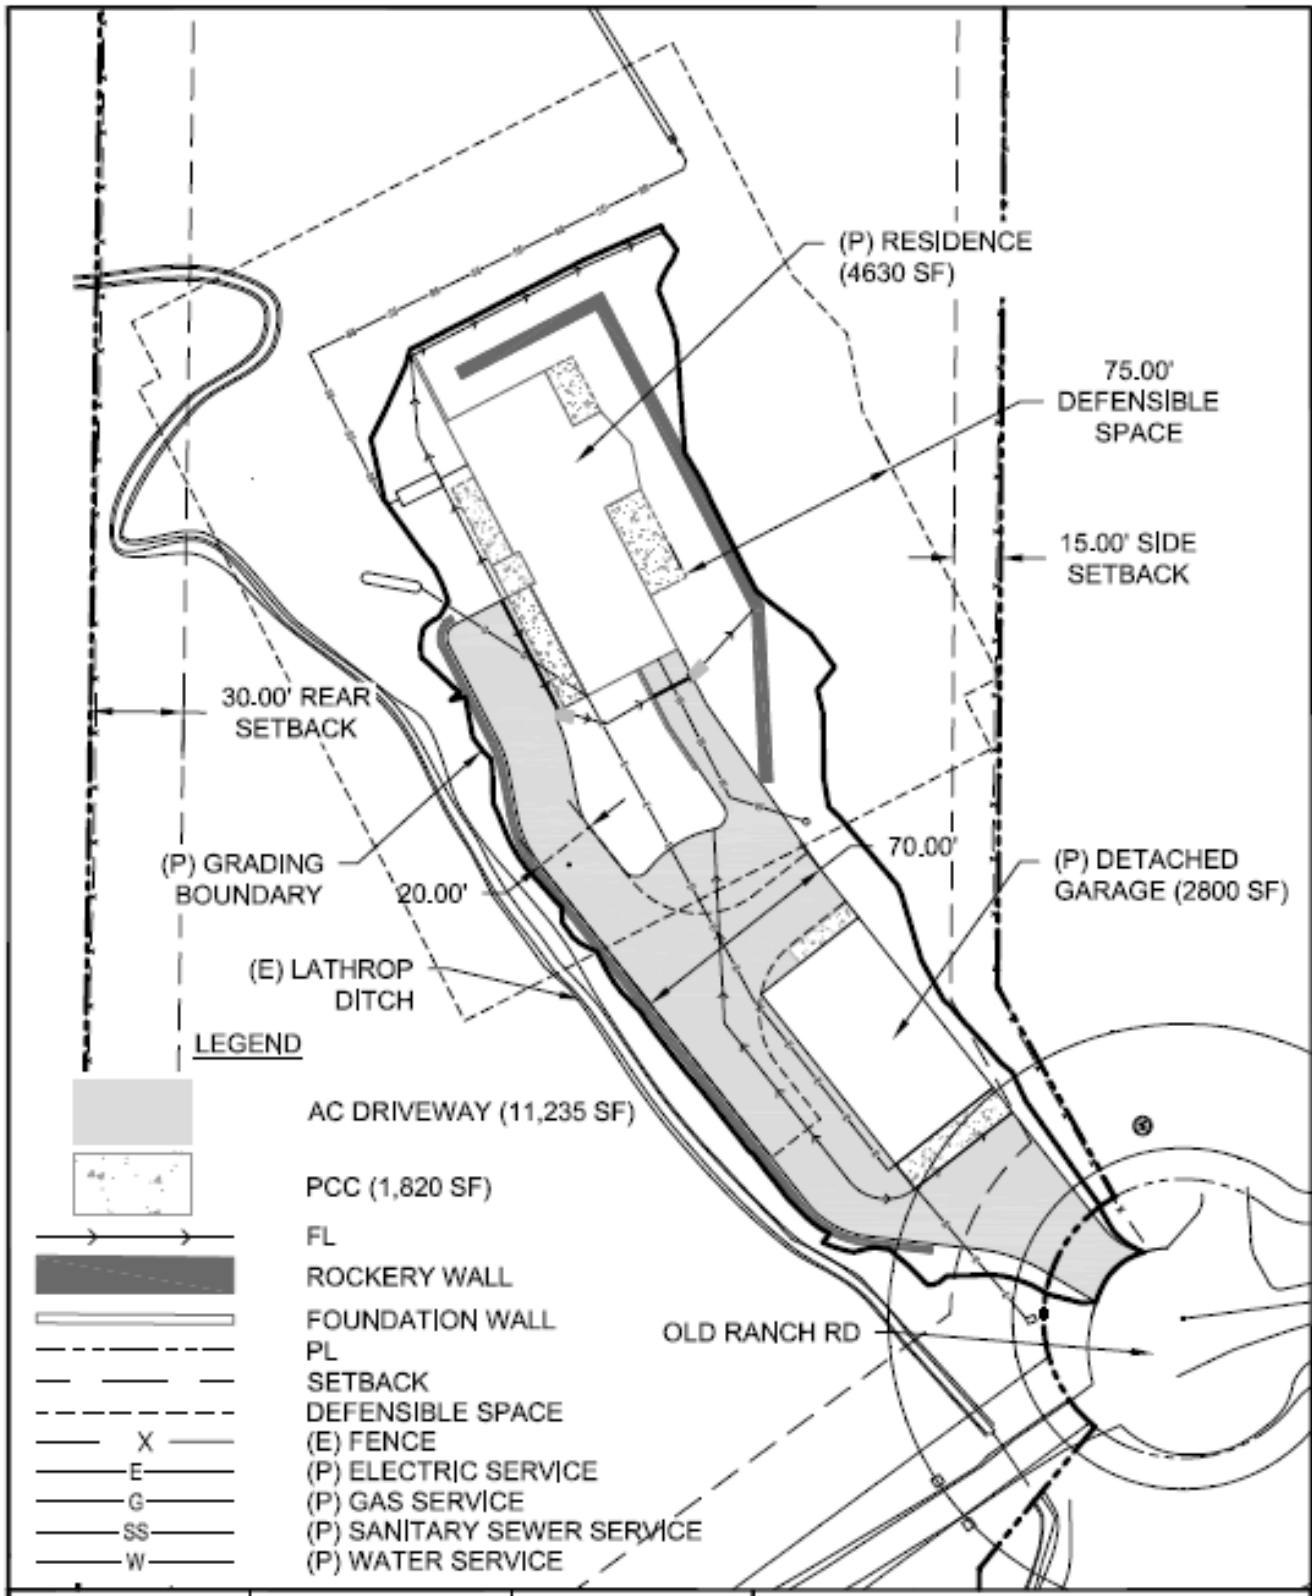 (P) RESIDENCE
(4630 SF)
75.00'
DEFENSIBLE
SPACE
15.00' SIDE
SETBACK
30.00' REAR
SETBACK
(P) GRADING
BOUNDARY
20.00'
70.00'
(P) DETACHED
GARAGE (2800 SF)
(E) LATHROP
DITCH
LEGEND
AC DRIVEWAY (11,235 SF)
PCC (1,820 SF)
FL
ROCKERY WALL
FOUNDATION WALL
OLD RANCH RD
PL
SETBACK
DEFENSIBLE SPACE
X (E) FENCE
E (P) ELECTRIC SERVICE
G (P) GAS SERVICE
SS (P) SANITARY SEWER SERVICE
W (P) WATER SERVICE